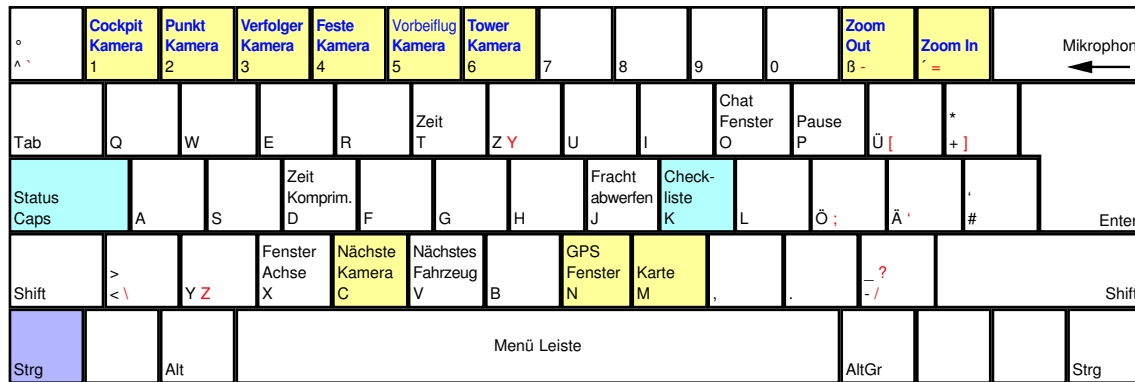 ° Cockpit Punkt Verfolger Feste Vorbeiflug Tower Zoom
Kamera Kamera Kamera Kamera Kamera Kamera Out Zoom In Mikrophon
^ ` 1 2 3 4 5 6 7 8 9 0 ß - ´ =
Zeit Chat Fenster Pause *
Tab Q W E R T Z Y U I O P Ü [ + ]
Zeit Fracht Check-
Status Komprim. abwerfen liste '
Caps A S D F G H J K L Ö ; Ä ' # Enter
Fenster Nächste Nächstes GPS
> Achse Kamera Fahrzeug Fenster Karte _ ?
Shift < \ Y Z X C V B N M , . - / Shift
Menü Leiste
Strg Alt AltGr Strg